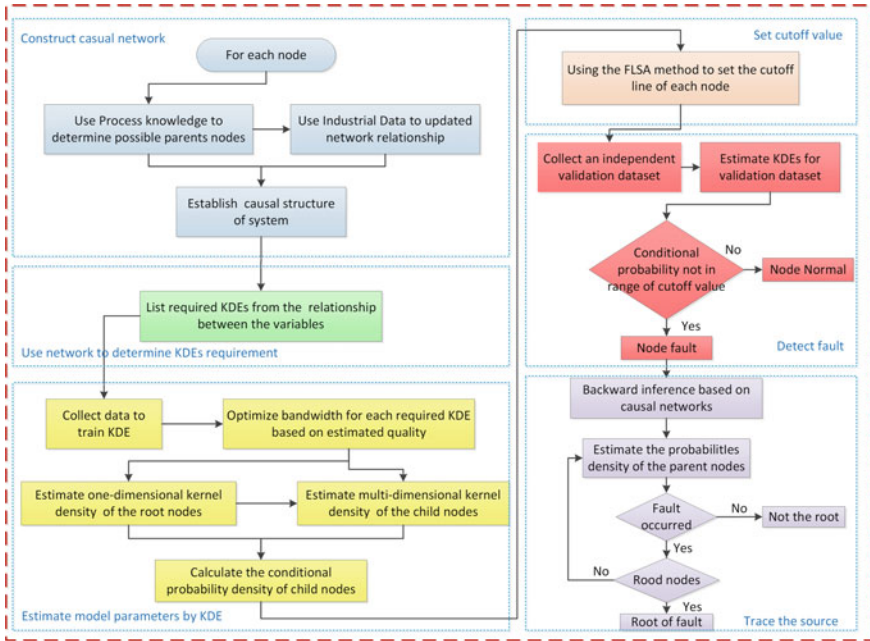 Construct casual network
For each node
Use Process knowledge to
determine possible parents nodes
Use Industrial Data to updated
network relationship
Establish causal structure
of system
List required KDEs from the relationship
between the variables
Use network to determine KDEs requirement
Collect data to
train KDE
Optimize bandwidth for each required KDE
based on estimated quality
Estimate one-dimensional kernel
density of the root nodes
Estimate multi-dimensional kernel
density of the child nodes
Calculate the conditional
probability density of child nodes
Estimate model parameters by KDE
Set cutoff value
Using the FLSA method to set the cutoff
line of each node
Collect an independent
validation dataset
Estimate KDEs for
validation dataset
Conditional
probability not in
range of cutoff value
No
Node Normal
Yes
Node fault
Detect fault
Backward inference based on
causal networks
Estimate the probabilitles
density of the parent nodes
Fault
occurred
No
Not the root
Yes
Rood nodes
No
Yes
Root of fault
Trace the source